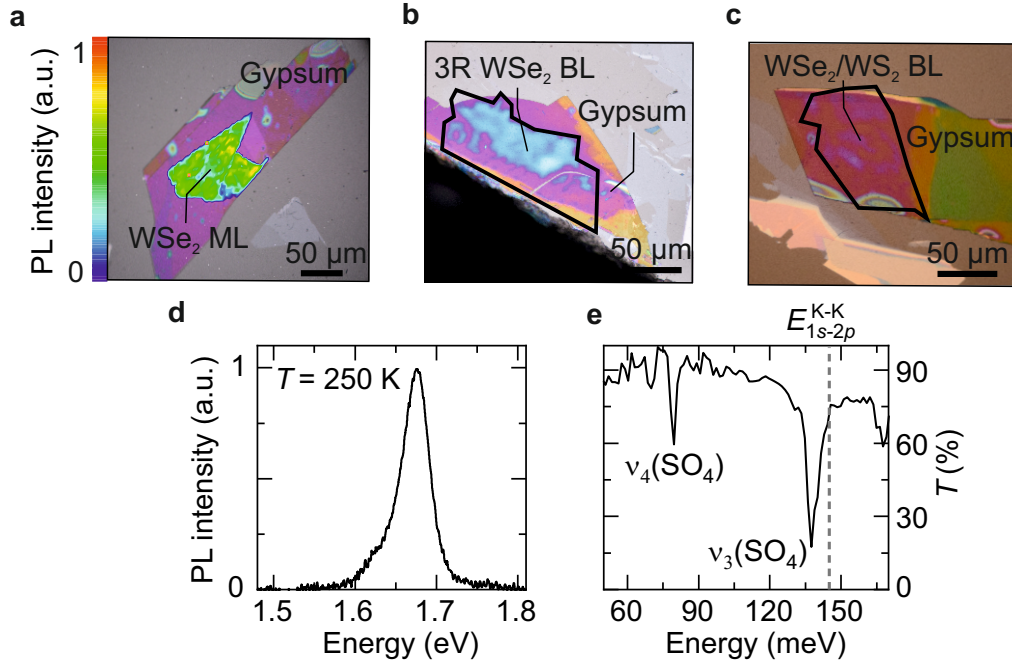 a
b
c
PL intensity (a.u.)
1
0
Gypsum
WSe₂ ML
50 µm
3R WSe₂ BL
Gypsum
50 µm
WSe₂/WS₂ BL
Gypsum
50 µm
d
PL intensity (a.u.)
1
0
T = 250 K
1.5 1.6 1.7 1.8
Energy (eV)
e
E 1s-2p K-K
ν₄(SO₄)
ν₃(SO₄)
90
60
30
0
T (%)
60 90 120 150
Energy (meV)